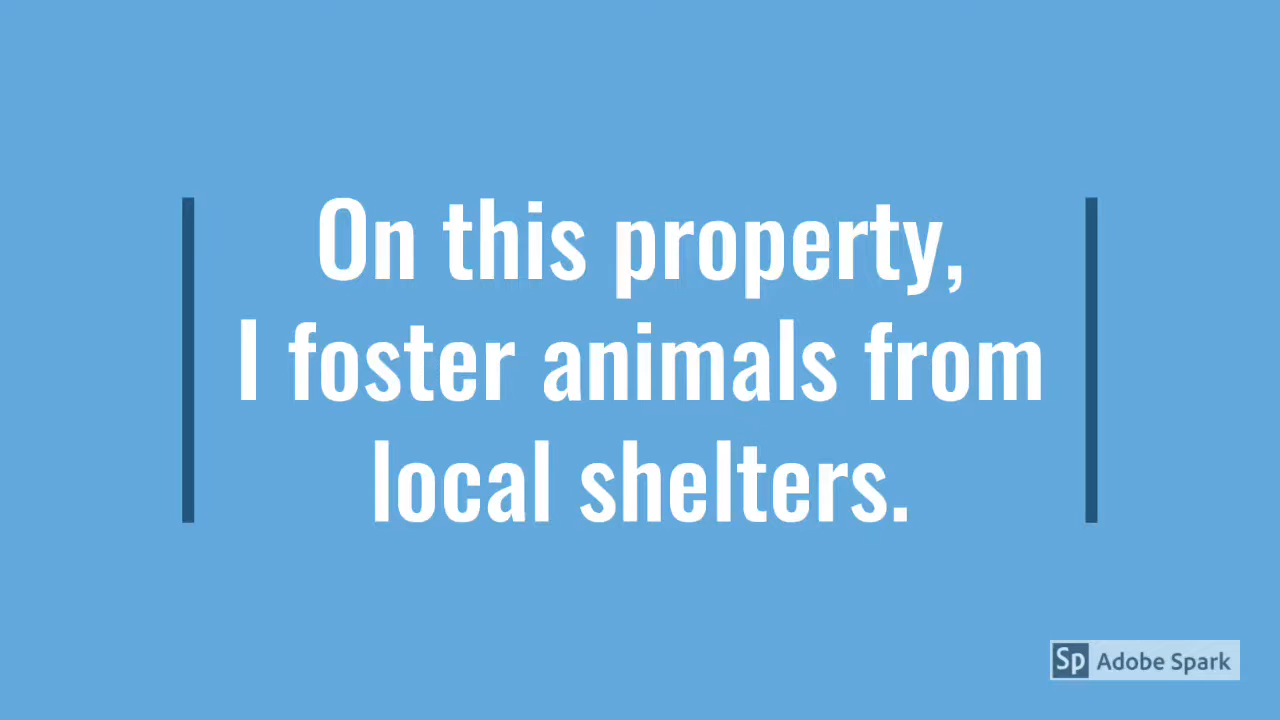 On this property,
I foster animals from
local shelters.
Sp Adobe Spark